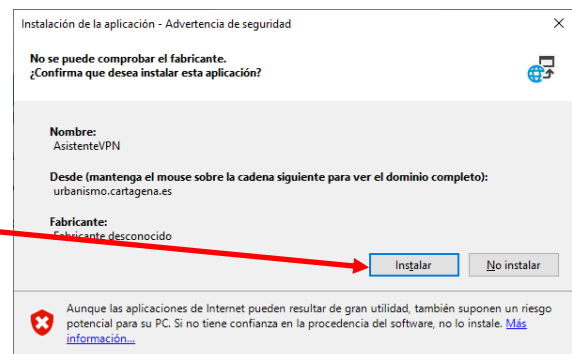 Instalación de la aplicación - Advertencia de seguridad
No se puede comprobar el fabricante.
¿Confirma que desea instalar esta aplicación?
Nombre:
AsistenteVPN
Desde (mantenga el mouse sobre la cadena siguiente para ver el dominio completo):
urbanismo.cartagena.es
Fabricante:
Fabricante desconocido
Instalar
No instalar
Aunque las aplicaciones de Internet pueden resultar de gran utilidad, también suponen un riesgo
potencial para su PC. Si no tiene confianza en la procedencia del software, no lo instale. Más
información...